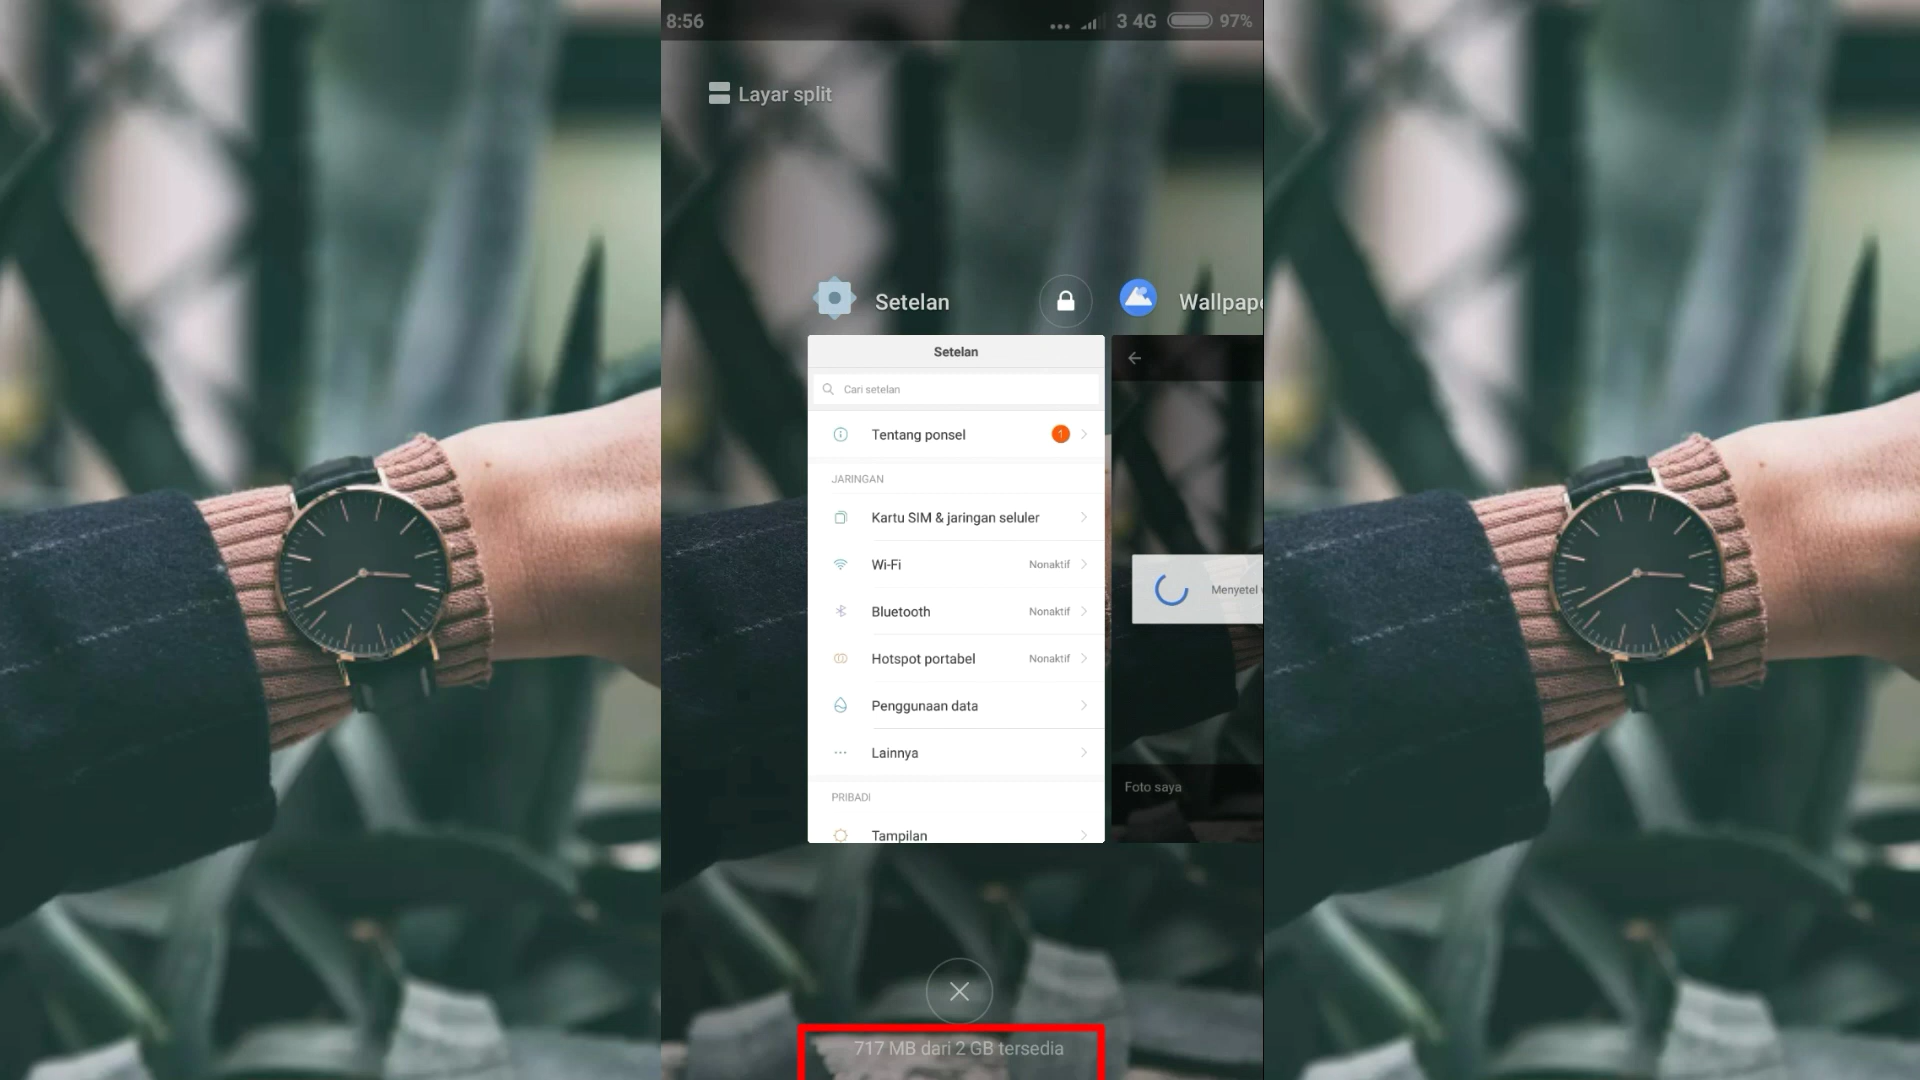 8:56 ... 3 4G 97%
Layar split
Setelan Wallpap
Setelan
Cari setelan
Tentang ponsel 1
JARINGAN
Kartu SIM & jaringan seluler
Wi-Fi Nonaktif
Bluetooth Nonaktif
Menyetel
Hotspot portabel Nonaktif
Penggunaan data
Lainnya
Foto saya
PRIBADI
Tampilan
717 MB dari 2 GB tersedia